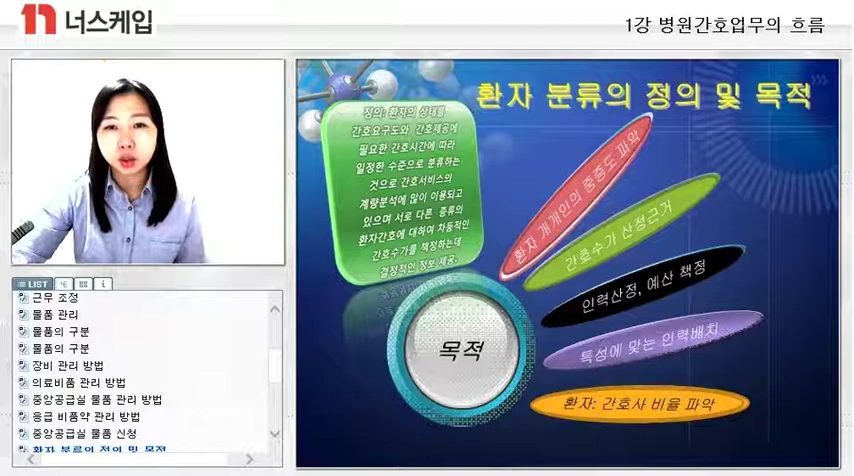 너스케입
1강 병원간호업무의 흐름
환자 분류의 정의 및 목적
정의: 환자의 상태를
간호요구도와 간호제공에
필요한 간호시간에 따라
일정한 수준으로 분류하는
것으로 간호서비스의
계량분석에 많이 이용되고
있으며 서로 다른 종류의
환자간호에 대하여 차등적인
간호수가를 책정하는데
결정적인 정보 제공.
환자 개개인의 중증도 파악
간호수가 산정근거
인력산정, 예산 책정
특성에 맞는 인력배치
환자: 간호사 비율 파악
목적
LIST
근무 조정
물품 관리
물품의 구분
물품의 구분
장비 관리 방법
의료비품 관리 방법
중앙공급실 물품 관리 방법
응급 비품약 관리 방법
중앙공급실 물품 신청
환자 분류의 정의 및 목적